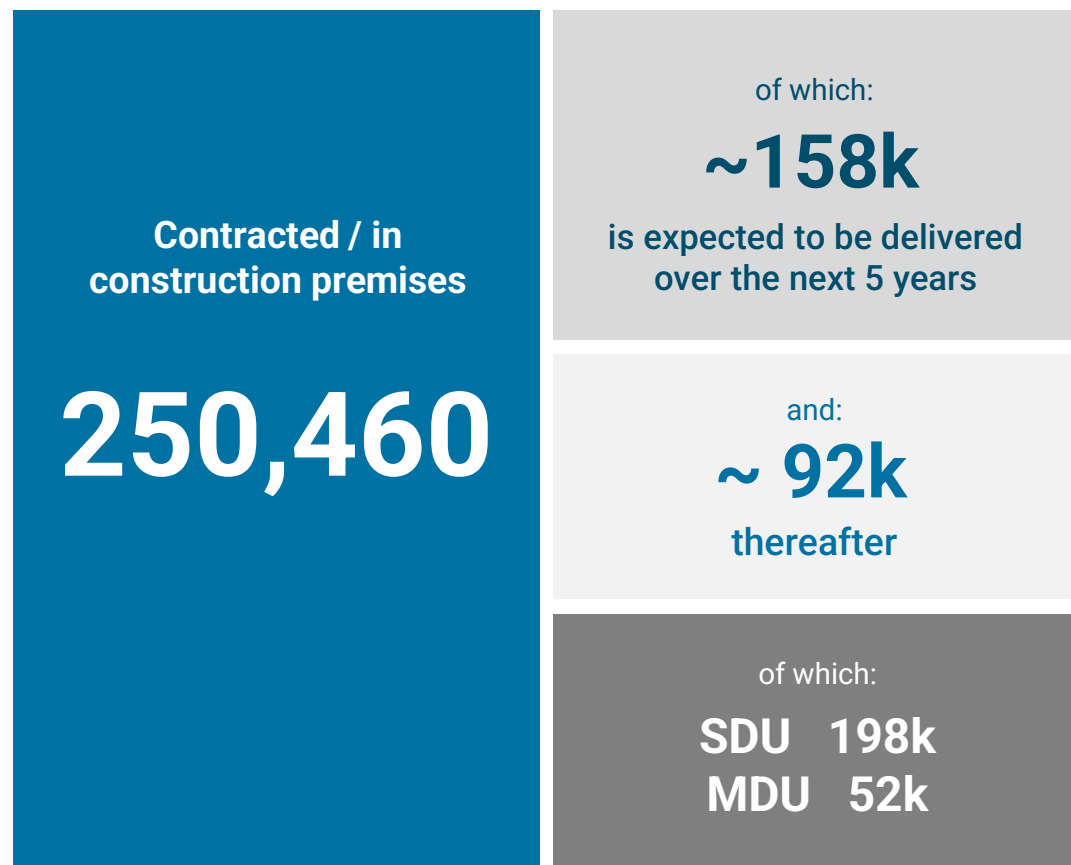 Contracted / in
construction premises
250,460
of which:
~158k
is expected to be delivered
over the next 5 years
and:
~ 92k
thereafter
of which:
SDU 198k
MDU 52k